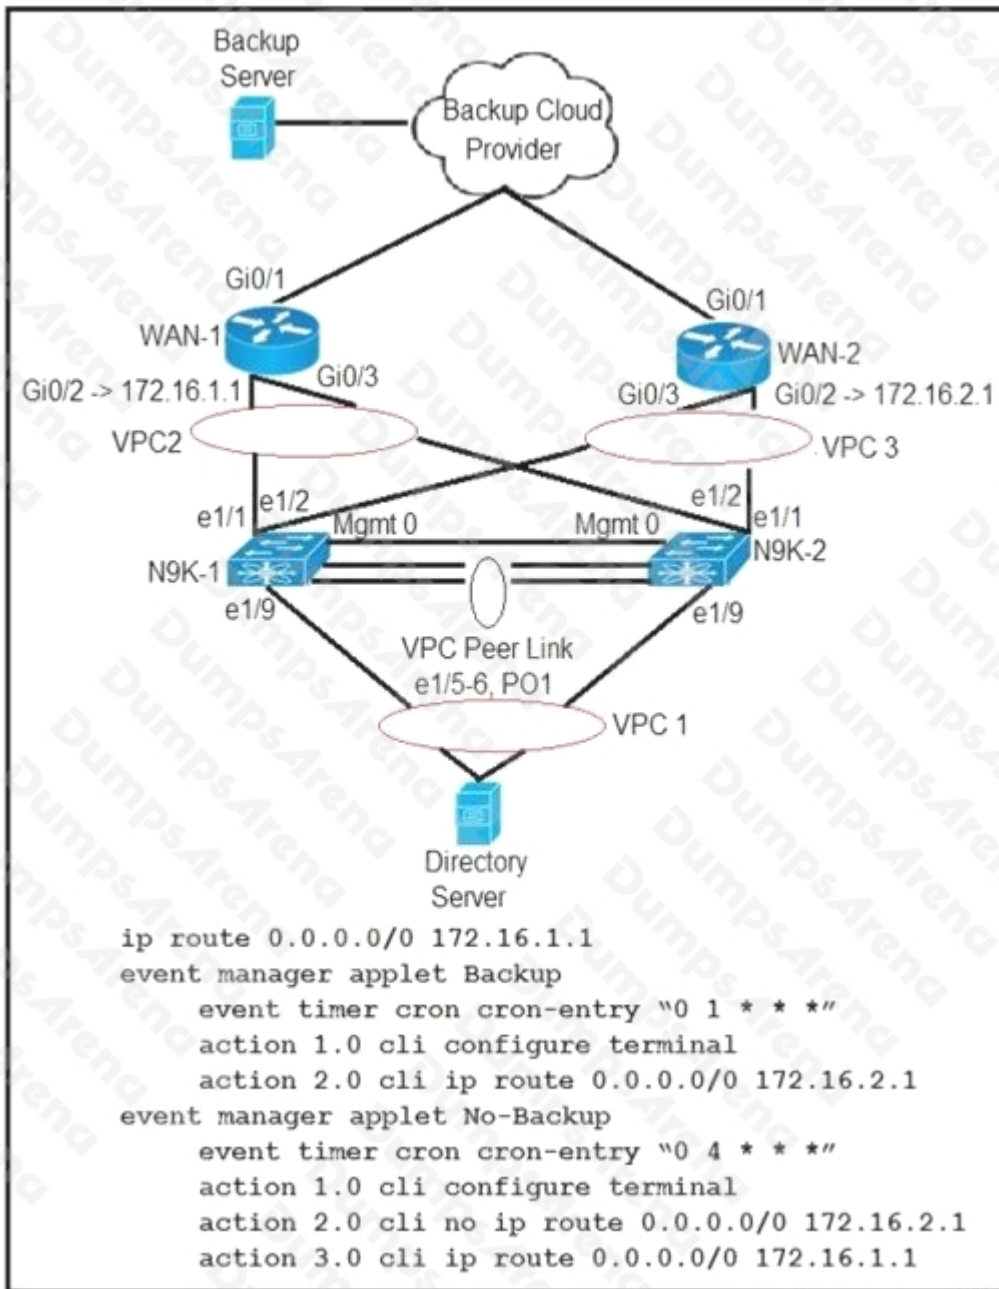 Backup
Server
Backup Cloud
Provider
Gi0/1
Gi0/1
WAN-1
WAN-2
Gi0/3
Gi0/2 -> 172.16.1.1
Gi0/3
Gi0/2 -> 172.16.2.1
VPC2
VPC 3
e1/2
e1/1
Mgmt 0
Mgmt 0
e1/2
e1/1
N9K-1
N9K-2
e1/9
e1/9
VPC Peer Link
e1/5-6, PO1
VPC 1
Directory
Server
ip route 0.0.0.0/0 172.16.1.1
event manager applet Backup
event timer cron cron-entry “0 1 * * *”
action 1.0 cli configure terminal
action 2.0 cli ip route 0.0.0.0/0 172.16.2.1
event manager applet No-Backup
event timer cron cron-entry “0 4 * * *”
action 1.0 cli configure terminal
action 2.0 cli no ip route 0.0.0.0/0 172.16.2.1
action 3.0 cli ip route 0.0.0.0/0 172.16.1.1
DumpsArena